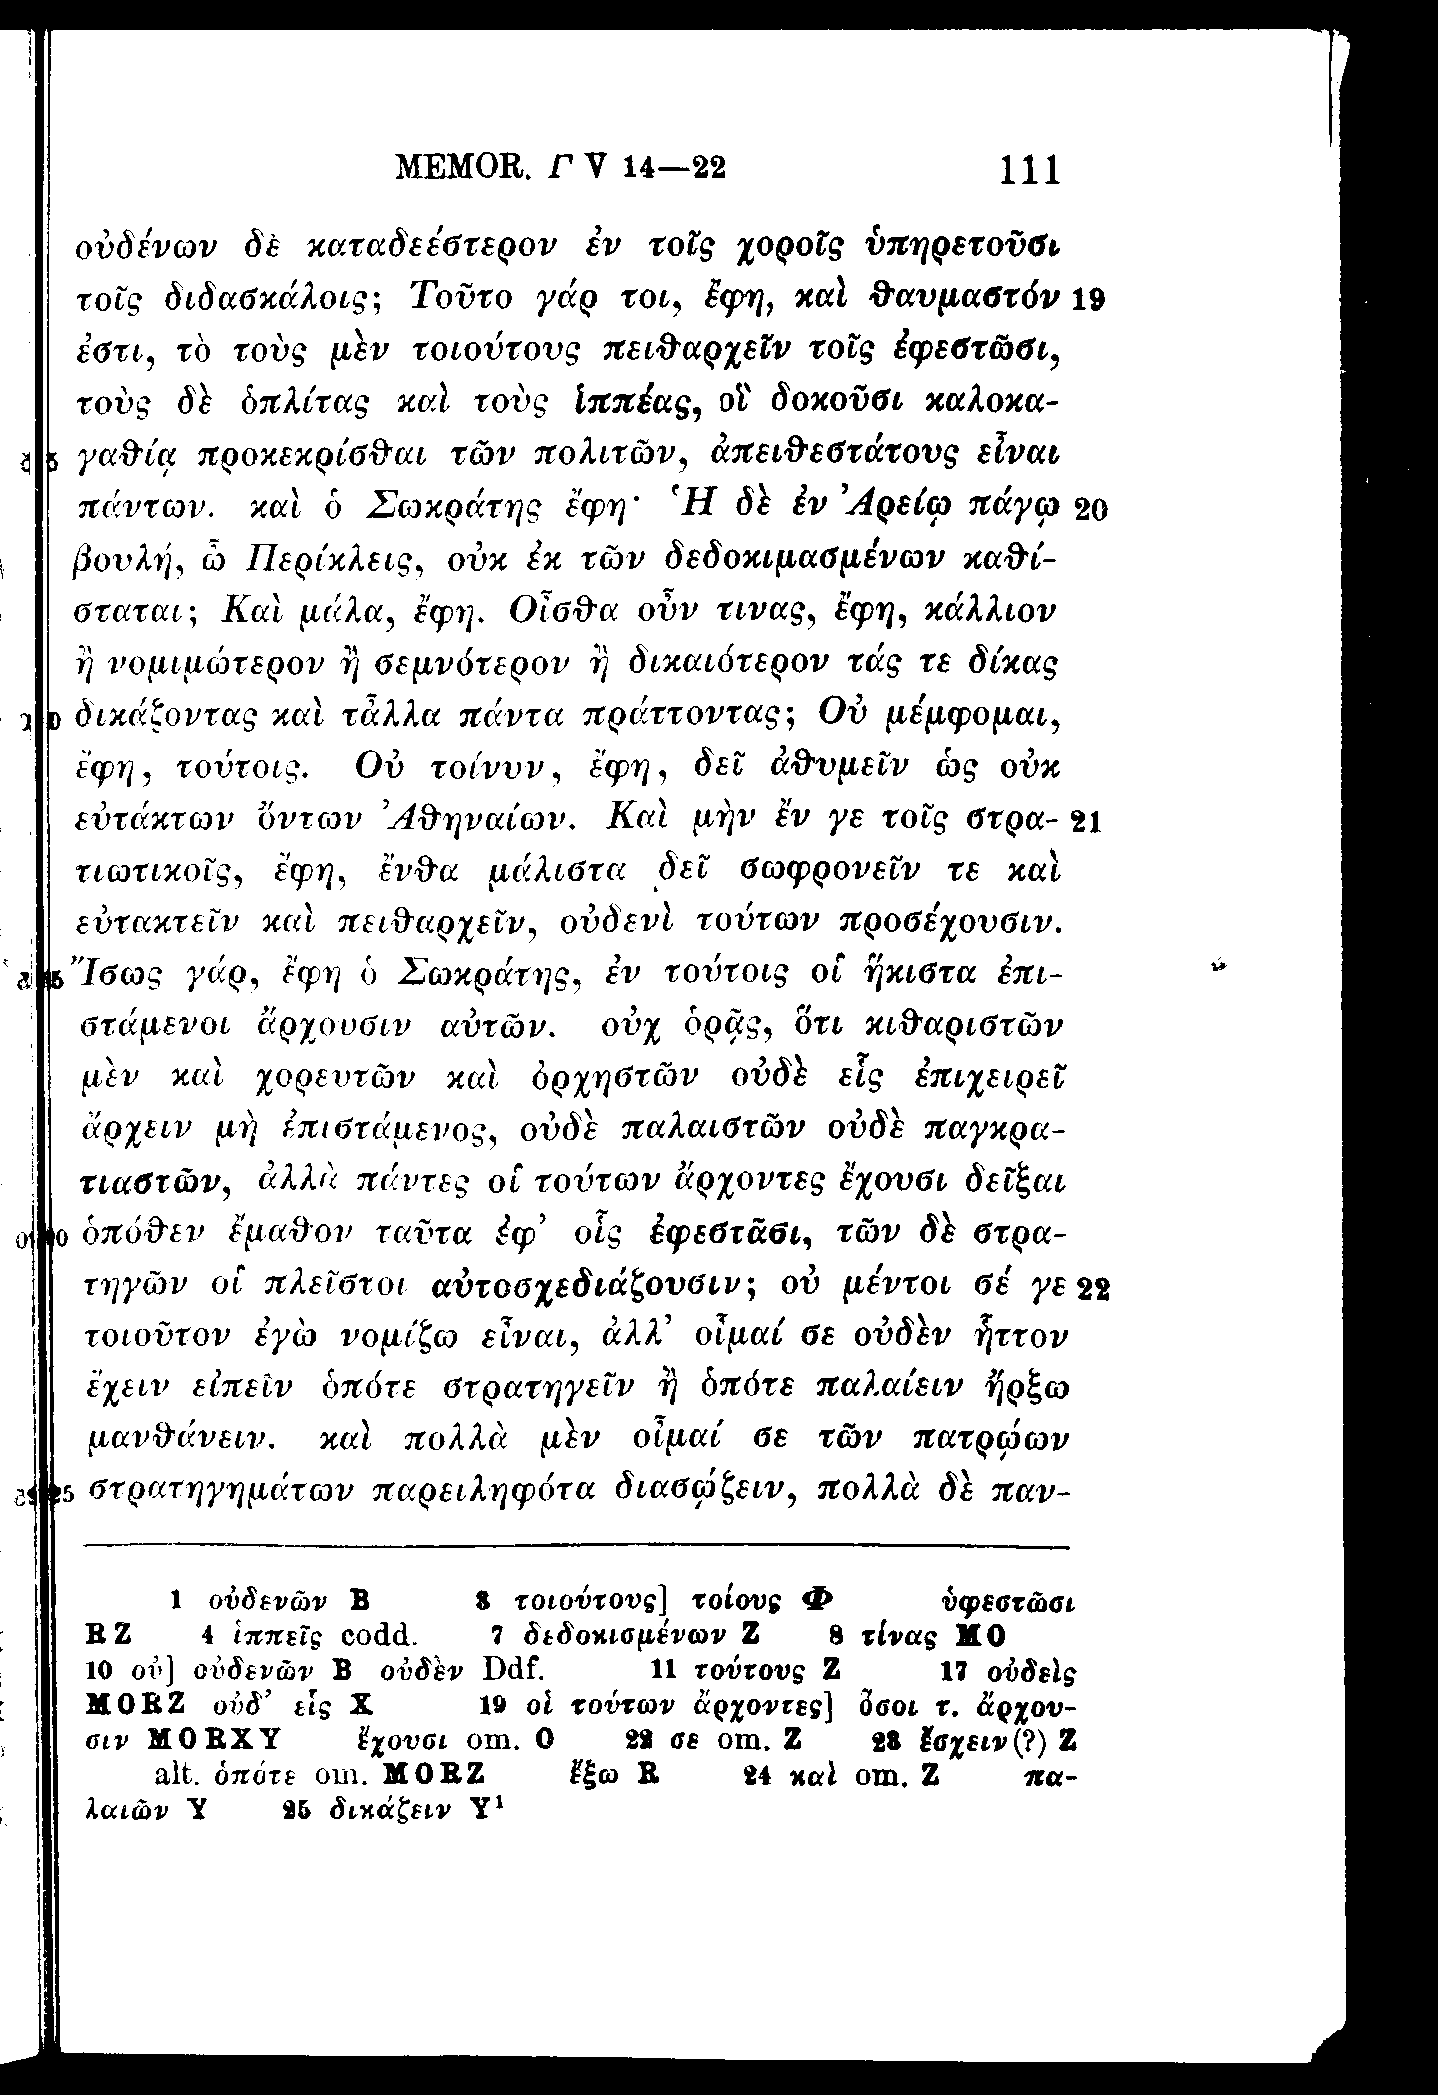 MEMOR. Γ V 14—22 111
οὐδένων δὲ καταδεέστερον ἐν τοῖς χοροῖς ὑπηρετοῦσι
τοῖς διδασκάλοις; Τοῦτο γάρ τοι, ἔφη, καὶ θαυμαστόν 19
ἐστι, τὸ τοὺς μὲν τοιούτους πειθαρχεῖν τοῖς ἐφεστῶσι,
τοὺς δὲ ὁπλίτας καὶ τοὺς ἱππέας, οἳ δοκοῦσι καλοκα-
5 γαθίᾳ προκεκρίσθαι τῶν πολιτῶν, ἀπειθεστάτους εἶναι
πάντων. καὶ ὁ Σωκράτης ἔφη· Ἡ δὲ ἐν Ἀρείῳ πάγῳ 20
βουλή, ὦ Περίκλεις, οὐκ ἐκ τῶν δεδοκιμασμένων καθί-
σταται; Καὶ μάλα, ἔφη. Οἶσθα οὖν τινας, ἔφη, κάλλιον
ἢ νομιμώτερον ἢ σεμνότερον ἢ δικαιότερον τάς τε δίκας
δικάζοντας καὶ τἆλλα πάντα πράττοντας; Οὐ μέμφομαι,
ἔφη, τούτοις. Οὐ τοίνυν, ἔφη, δεῖ ἀθυμεῖν ὡς οὐκ
εὐτάκτων ὄντων Ἀθηναίων. Καὶ μὴν ἔν γε τοῖς στρα- 21
τιωτικοῖς, ἔφη, ἔνθα μάλιστα δεῖ σωφρονεῖν τε καὶ
εὐτακτεῖν καὶ πειθαρχεῖν, οὐδενὶ τούτων προσέχουσιν.
Ἴσως γάρ, ἔφη ὁ Σωκράτης, ἐν τούτοις οἱ ἥκιστα ἐπι-
στάμενοι ἄρχουσιν αὐτῶν. οὐχ ὁρᾷς, ὅτι κιθαριστῶν
μὲν καὶ χορευτῶν καὶ ὀρχηστῶν οὐδὲ εἷς ἐπιχειρεῖ
ἄρχειν μὴ ἐπιστάμενος, οὐδὲ παλαιστῶν οὐδὲ παγκρα-
τιαστῶν, ἀλλὰ πάντες οἱ τούτων ἄρχοντες ἔχουσι δεῖξαι
ὁπόθεν ἔμαθον ταῦτα ἐφ’ οἷς ἐφεστᾶσι, τῶν δὲ στρα-
τηγῶν οἱ πλεῖστοι αὐτοσχεδιάζουσιν; οὐ μέντοι σέ γε 22
τοιοῦτον ἐγὼ νομίζω εἶναι, ἀλλ’ οἶμαί σε οὐδὲν ἧττον
ἔχειν εἰπεῖν ὁπότε στρατηγεῖν ἢ ὁπότε παλαίειν ἤρξω
μανθάνειν. καὶ πολλὰ μὲν οἶμαί σε τῶν πατρῴων
25 στρατηγημάτων παρειληφότα διασῴζειν, πολλὰ δὲ παν-
1 οὐδενῶν B 3 τοιούτους] τοίους Φ ὑφεστῶσι
RZ 4 ἱππεῖς codd. 7 δεδοκισμένων Z 8 τίνας MO
10 οὐ] οὐδενῶν B οὐδὲν Ddf. 11 τούτους Z 17 οὐδεὶς
MORZ οὐδ’ εἷς X 19 οἱ τούτων ἄρχοντες] ὅσοι τ. ἄρχου-
σιν MORXY ἔχουσι om. O 22 σε om. Z 23 ἔσχειν(?) Z
alt. ὁπότε om. MORZ ἔξω R 24 καὶ om. Z πα-
λαιῶν Y 25 δικάζειν Y¹